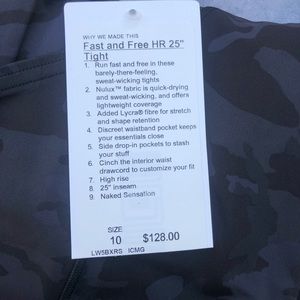 WHY WE MADE THIS
Fast and Free HR 25"
Tight
1. Run fast and free in these
barely-there-feeling,
sweat-wicking tights
2. Nulux™ fabric is quick-drying
and sweat-wicking, and offers
lightweight coverage
3. Added Lycra® fibre for stretch
and shape retention
4. Discreet waistband pocket keeps
your essentials close
5. Side drop-in pockets to stash
your stuff
6. Cinch the interior waist
drawcord to customize your fit
7. High rise
8. 25" inseam
9. Naked Sensation
SIZE
10 $128.00
LW5BXRS ICMG